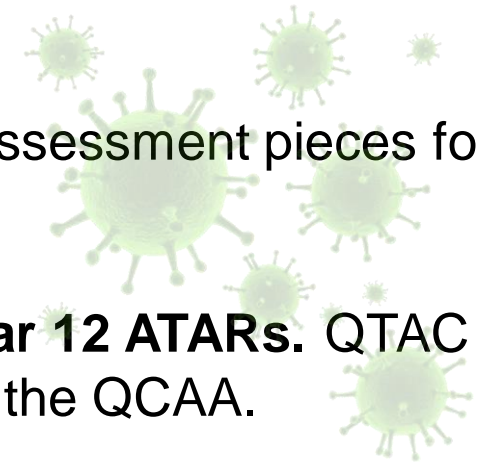 ssessment pieces fo
ar 12 ATARs. QTAC
the QCAA.